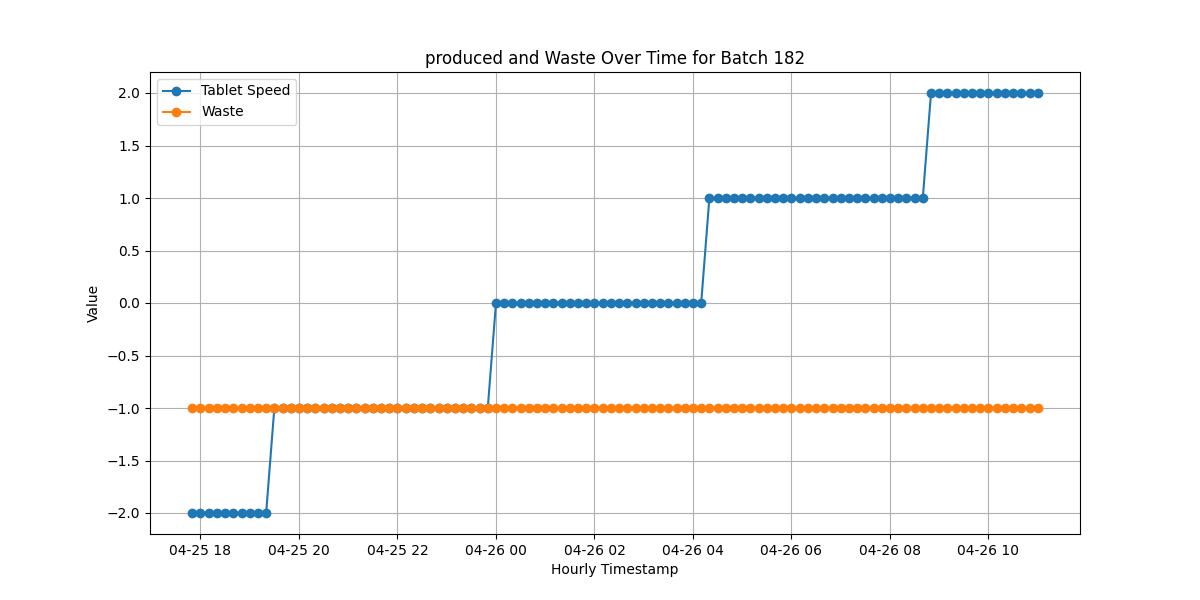 produced and Waste Over Time for Batch 182
Tablet Speed
Waste
2.0
1.5
1.0
0.5
0.0
−0.5
−1.0
−1.5
−2.0
Value
04-25 18 04-25 20 04-25 22 04-26 00 04-26 02 04-26 04 04-26 06 04-26 08 04-26 10
Hourly Timestamp